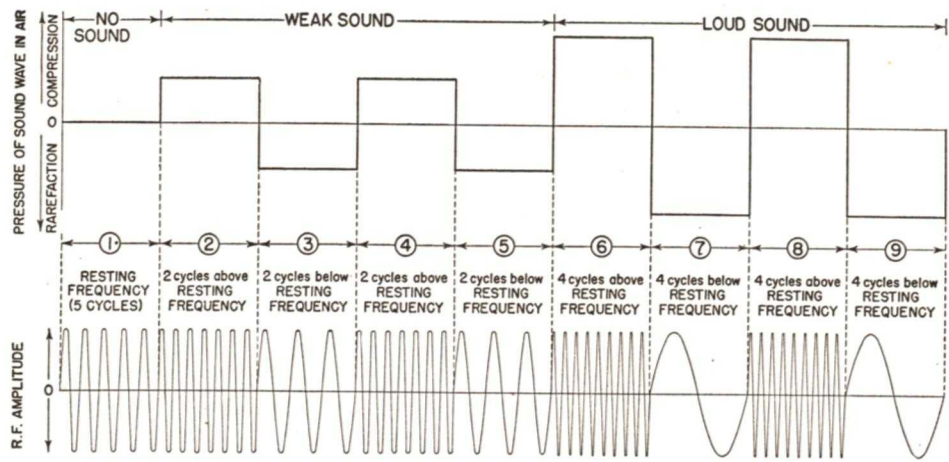 NO
SOUND
WEAK SOUND
LOUD SOUND
PRESSURE OF SOUND WAVE IN AIR
COMPRESSION
0
RAREFACTION
1 2 3 4 5 6 7 8 9
RESTING
FREQUENCY
(5 CYCLES)
2 cycles above
RESTING
FREQUENCY
2 cycles below
RESTING
FREQUENCY
2 cycles above
RESTING
FREQUENCY
2 cycles below
RESTING
FREQUENCY
4 cycles above
RESTING
FREQUENCY
4 cycles below
RESTING
FREQUENCY
4 cycles above
RESTING
FREQUENCY
4 cycles below
RESTING
FREQUENCY
R.F. AMPLITUDE
0